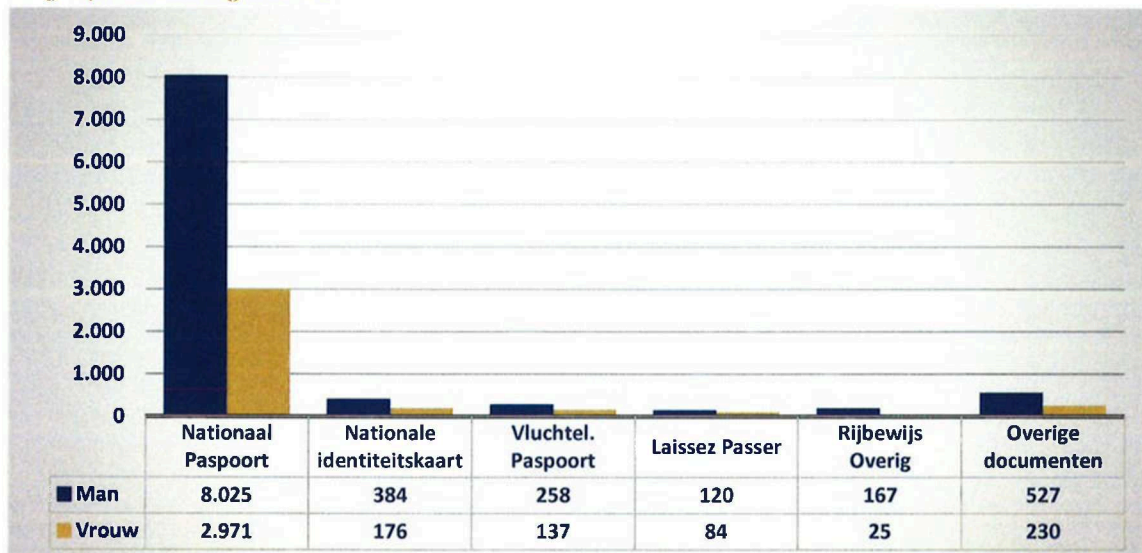 9.000
8.000
7.000
6.000
5.000
4.000
3.000
2.000
1.000
0
Nationaal Paspoort
Nationale identiteitskaart
Vluchtel. Paspoort
Laissez Passer
Rijbewijs Overig
Overige documenten
Man 8.025 384 258 120 167 527
Vrouw 2.971 176 137 84 25 230